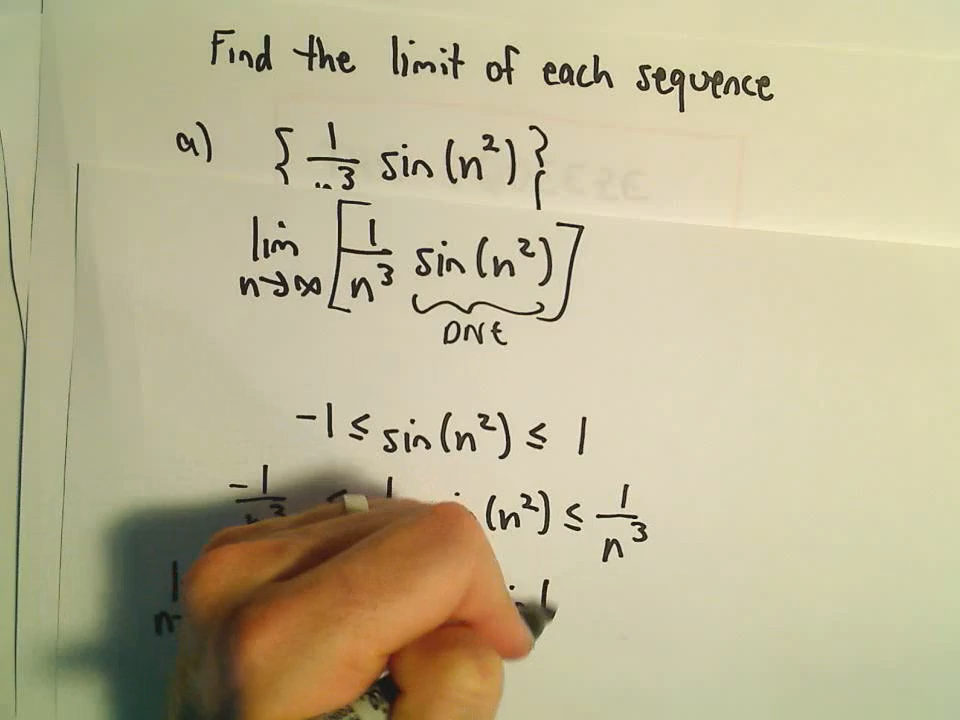 Find the limit of each sequence
a) { 1/n³ sin(n²) }
lim n→∞ [ 1/n³ sin(n²) ]
DNE
-1 ≤ sin(n²) ≤ 1
-1 ≤ (n²) ≤ 1/n³